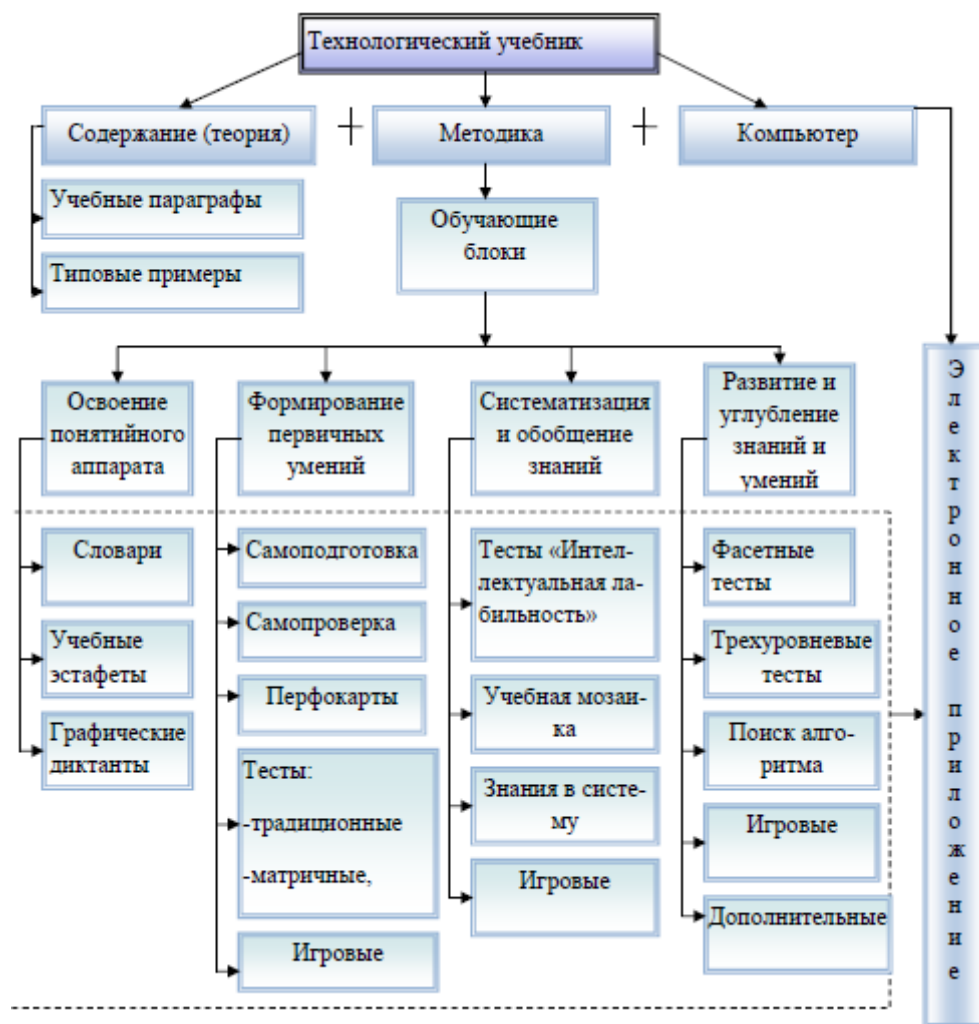 Технологический учебник
Содержание (теория)
+
Методика
+
Компьютер
Учебные параграфы
Типовые примеры
Обучающие
блоки
Освоение
понятийного
аппарата
Словари
Учебные
эстафеты
Графические
диктанты
Формирование
первичных
умений
Самоподготовка
Самопроверка
Перфокарты
Тесты:
-традиционные
-матричные,
Игровые
Систематизация
и обобщение
знаний
Тесты «Интел-
лектуальная ла-
бильность»
Учебная мозаи-
ка
Знания в систе-
му
Игровые
Развитие и
углубление
знаний и
умений
Фасетные
тесты
Трехуровневые
тесты
Поиск алго-
ритма
Игровые
Дополнительные
Электронное приложение